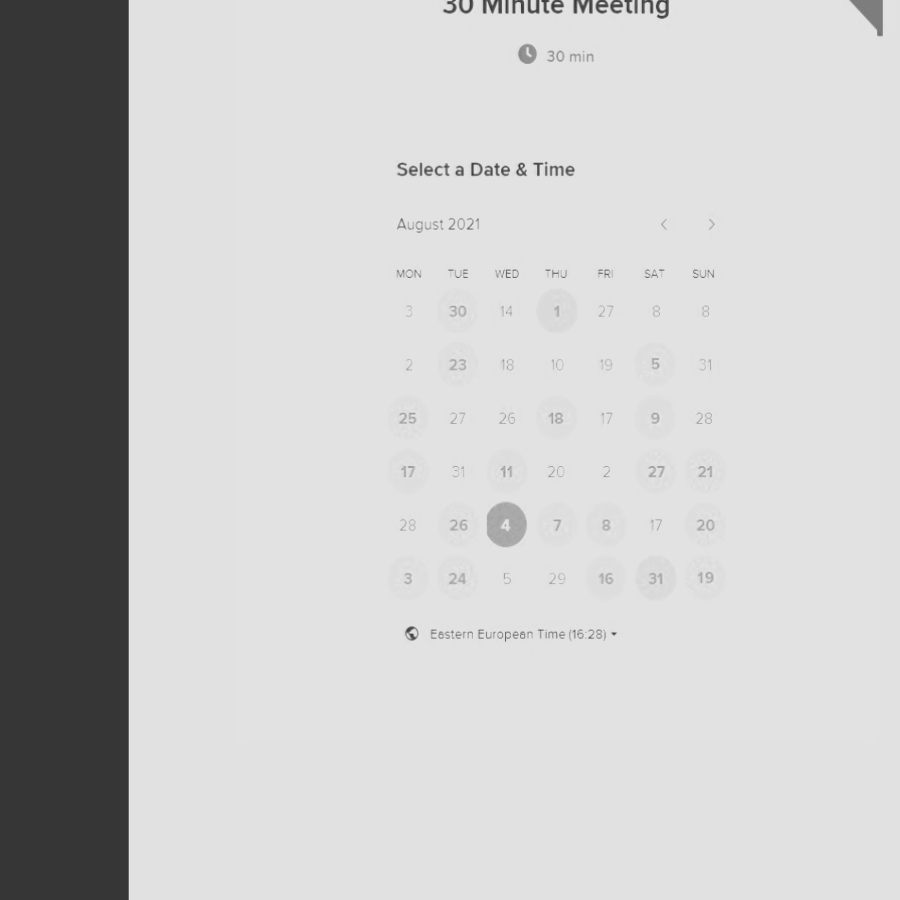 30 Minute Meeting
30 min
Select a Date & Time
August 2021
MON TUE WED THU FRI SAT SUN
3 30 14 1 27 8 8
2 23 18 10 19 5 31
25 27 26 18 17 9 28
17 31 11 20 2 27 21
28 26 4 7 8 17 20
3 24 5 29 16 31 19
Eastern European Time (16:28)